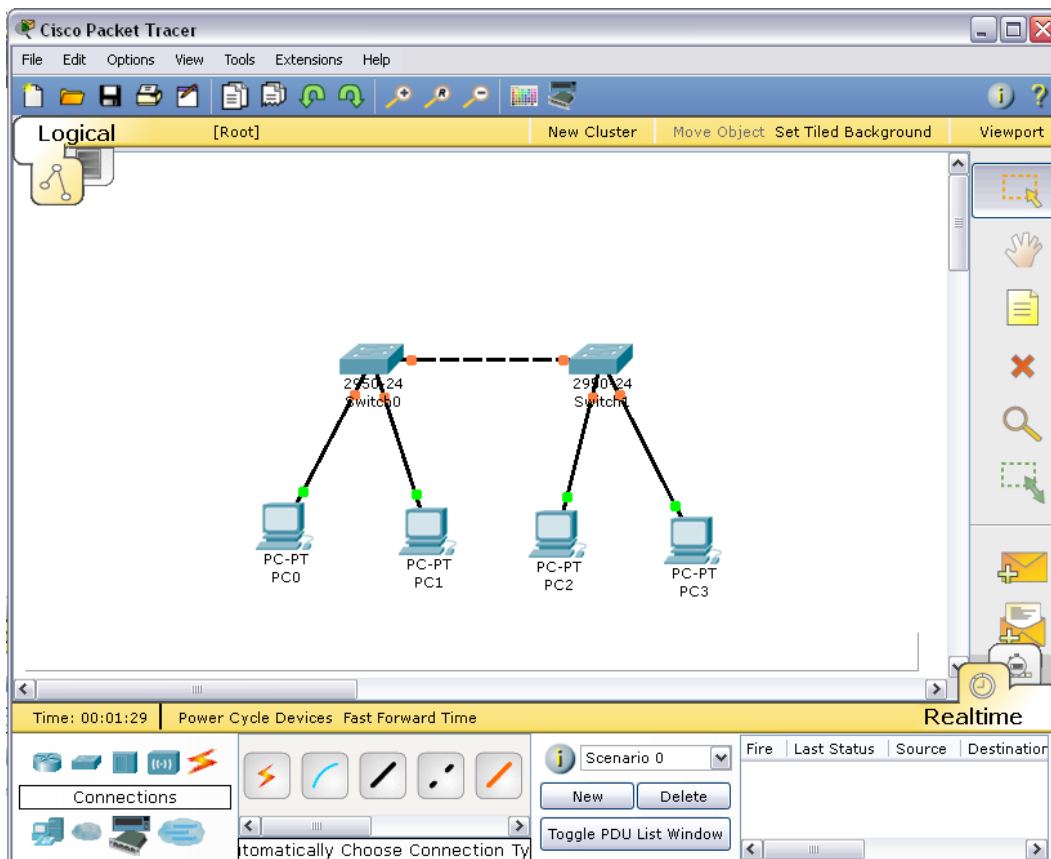 Cisco Packet Tracer
File Edit Options View Tools Extensions Help
Logical [Root] New Cluster Move Object Set Tiled Background Viewport
2950-24
Switch0
2950-24
Switch1
PC-PT
PC0
PC-PT
PC1
PC-PT
PC2
PC-PT
PC3
Time: 00:01:29 Power Cycle Devices Fast Forward Time Realtime
Connections
utomatically Choose Connection Ty
Scenario 0
New Delete
Toggle PDU List Window
Fire Last Status Source Destination